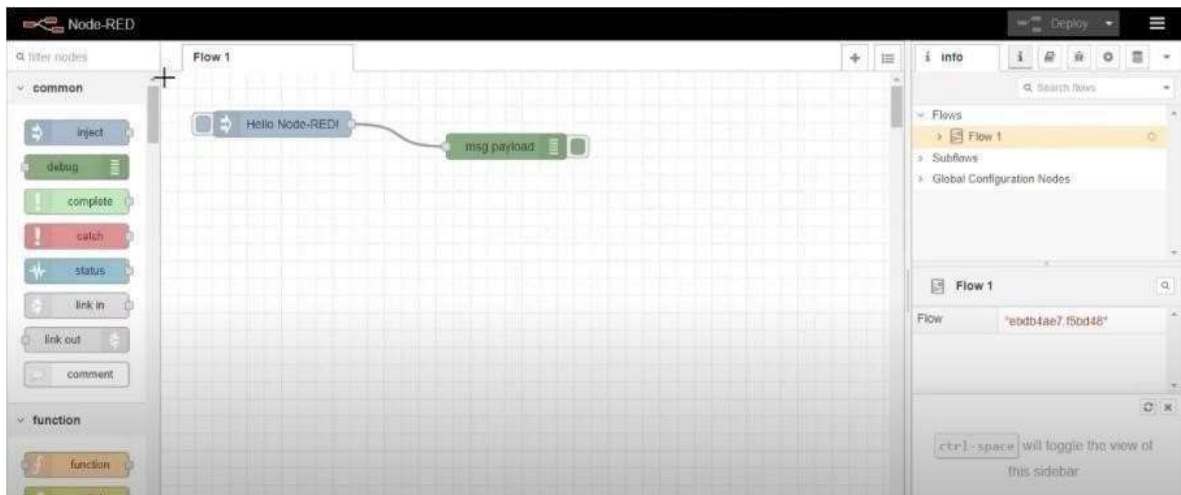 Node-RED
Deploy
filter nodes
Flow 1
info
i
common
Search flows
inject
Hello Node-RED!
Flows
Flow 1
debug
msg payload
Subflows
complete
Global Configuration Nodes
catch
status
link in
Flow 1
link out
Flow
"ebdb4ae7.f5bd48"
comment
function
ctrl-space will toggle the view of
this sidebar
function